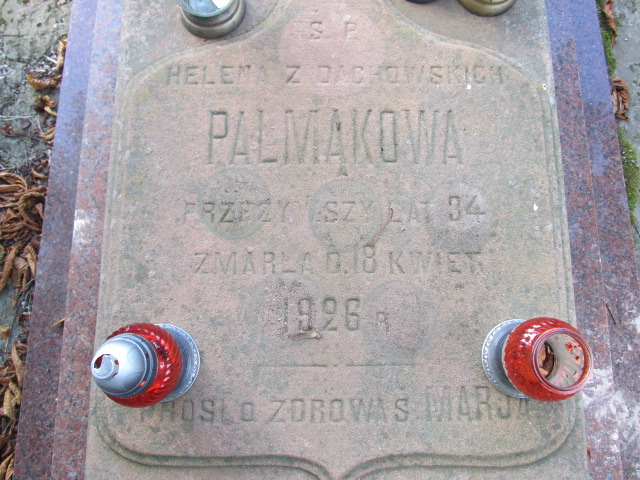 Ś. P.
HELENA Z DACHOWSKICH
PALMĄKOWA
PRZEŻYWSZY LAT 34
ZMARŁA D. 18 KWIET.
1926 R
PROSI O ZDROWAŚ MARJA